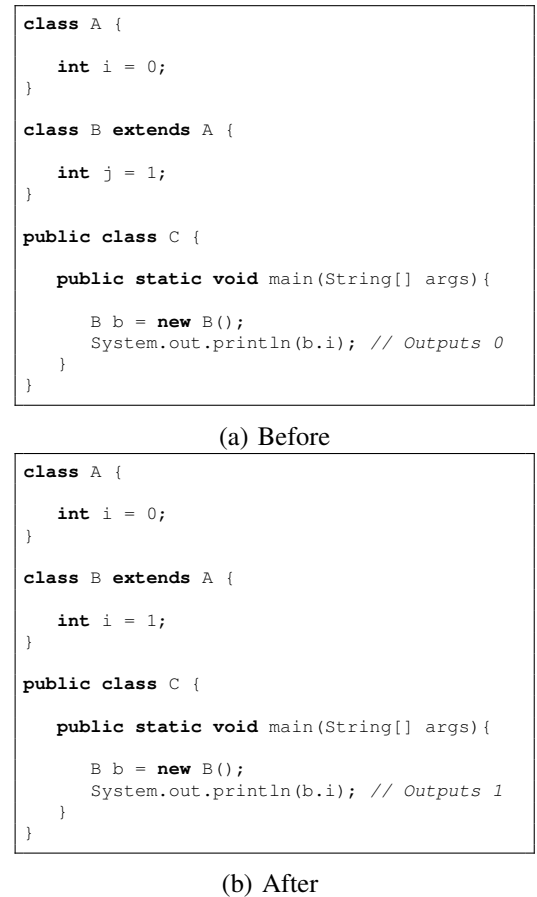 class A {
int i = 0;
}
class B extends A {
int j = 1;
}
public class C {
public static void main(String[] args){
B b = new B();
System.out.println(b.i); // Outputs 0
}
}
(a) Before
class A {
int i = 0;
}
class B extends A {
int i = 1;
}
public class C {
public static void main(String[] args){
B b = new B();
System.out.println(b.i); // Outputs 1
}
}
(b) After